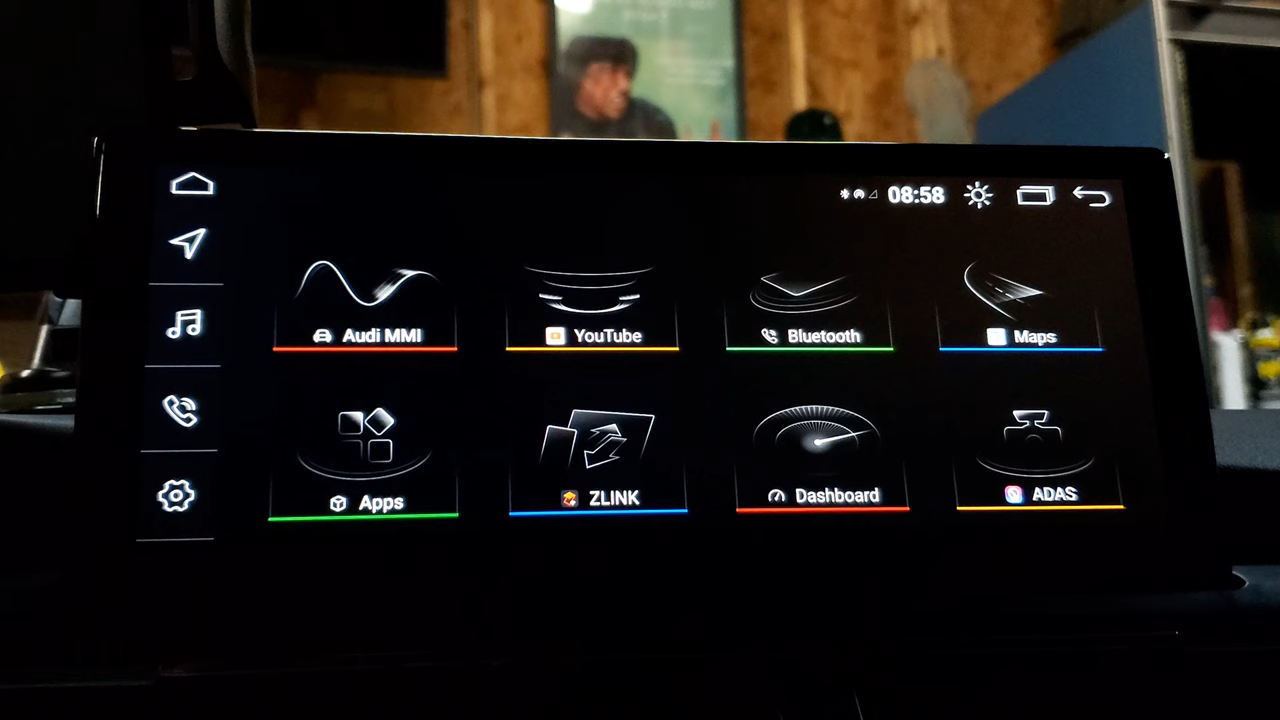 08:58
Audi MMI
YouTube
Bluetooth
Maps
Apps
ZLINK
Dashboard
ADAS